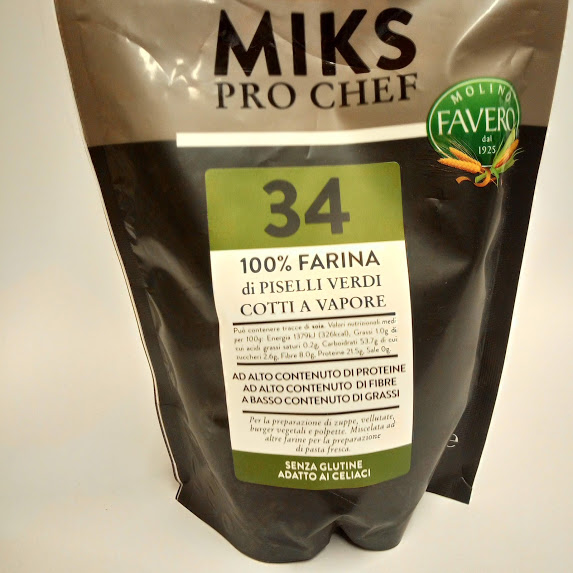 MIKS
PRO CHEF
MOLINO
FAVERO
dal
1925
34
100% FARINA
di PISELLI VERDI
COTTI A VAPORE
Può contenere tracce di soia. Valori nutrizionali medi
per 100g: Energia 1379kJ (326kcal), Grassi 1.0g di
cui acidi grassi saturi 0.2g, Carboidrati 53.7g di cui
zuccheri 2,6g, Fibre 8.0g, Proteine 21.5g, Sale 0g.
AD ALTO CONTENUTO DI PROTEINE
AD ALTO CONTENUTO DI FIBRE
A BASSO CONTENUTO DI GRASSI
Per la preparazione di zuppe, vellutate,
burger vegetali e polpette. Miscelata ad
altre farine per la preparazione
di pasta fresca.
SENZA GLUTINE
ADATTO AI CELIACI